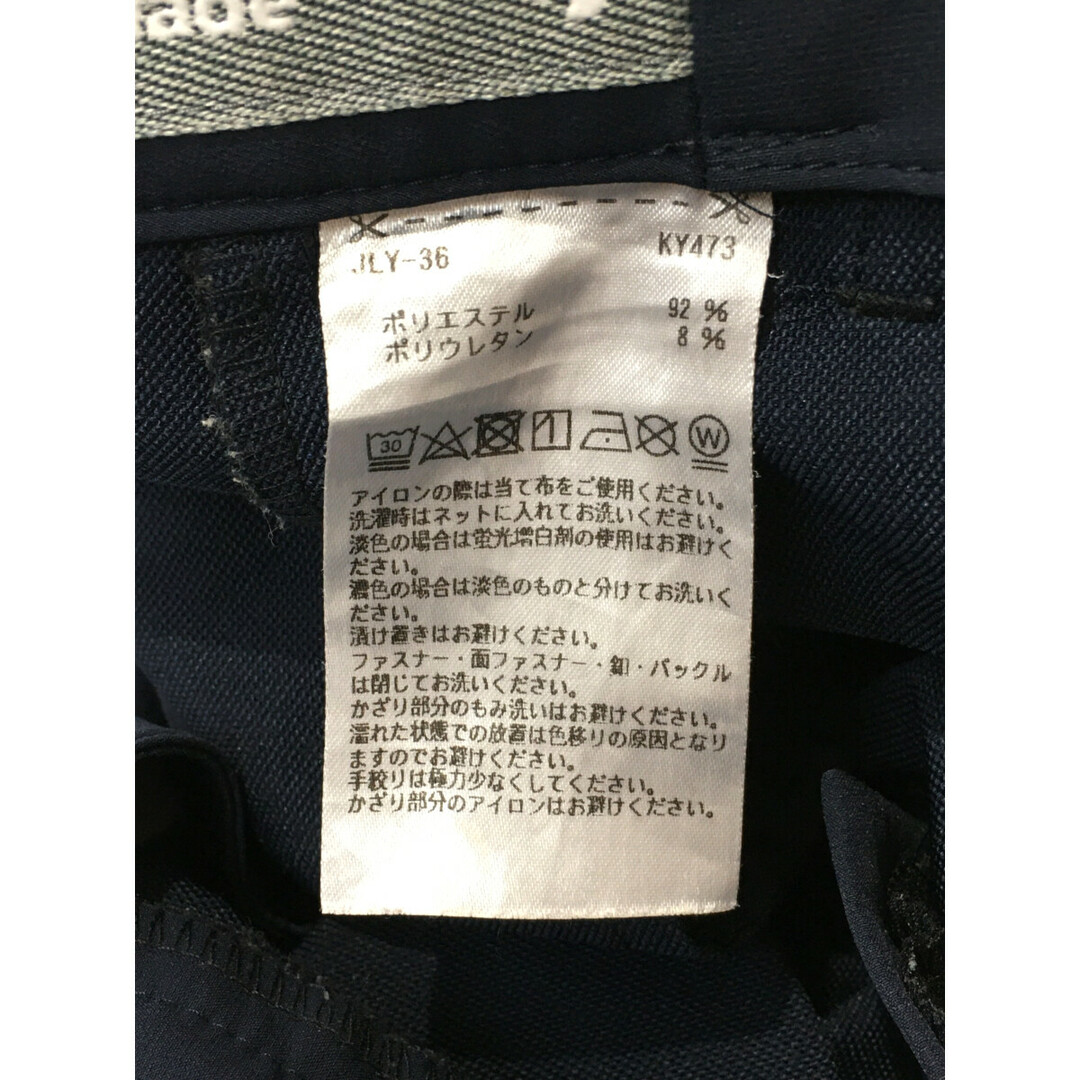 JLY-36 KY473
ポリエステル 92 %
ポリウレタン 8 %
30 W
アイロンの際は当て布をご使用ください。
洗濯時はネットに入れてお洗いください。
淡色の場合は蛍光増白剤の使用はお避けく
ださい。
濃色の場合は淡色のものと分けてお洗いく
ださい。
漬け置きはお避けください。
ファスナー・面ファスナー・釦・バックル
は閉じてお洗いください。
かざり部分のもみ洗いはお避けください。
濡れた状態での放置は色移りの原因となり
ますのでお避けください。
手絞りは極力少なくしてください。
かざり部分のアイロンはお避けください。